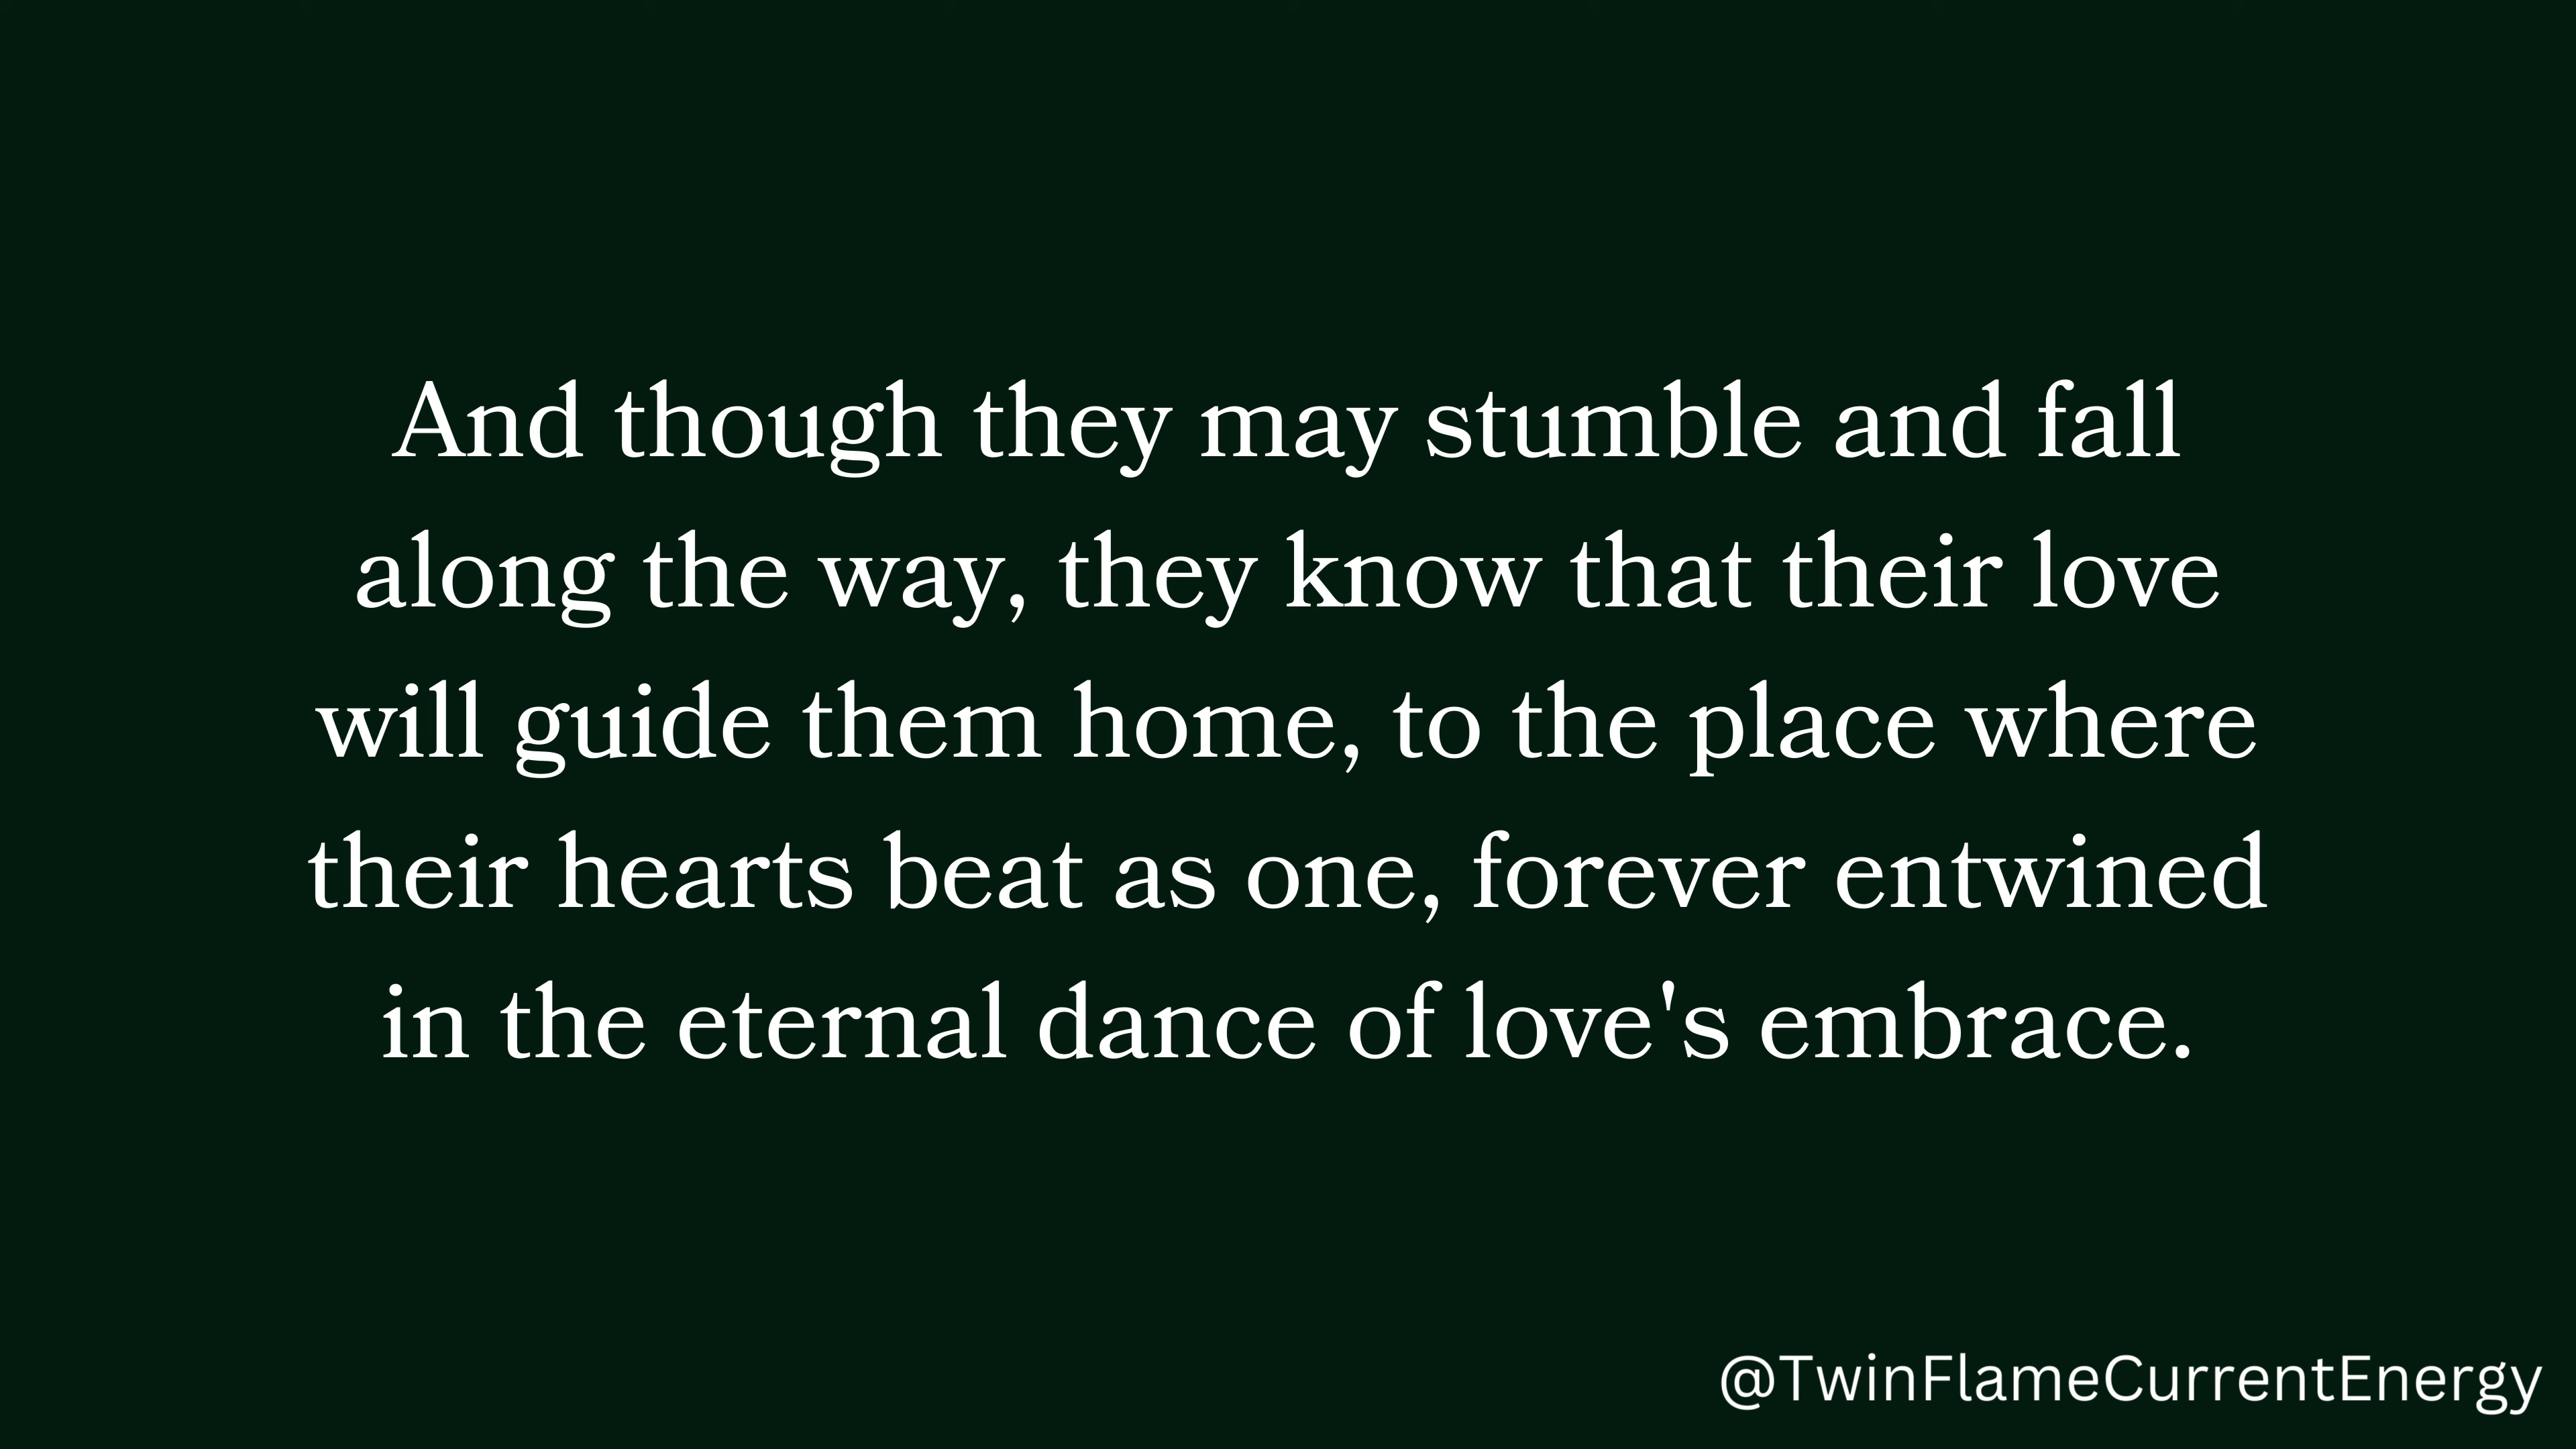 And though they may stumble and fall
along the way, they know that their love
will guide them home, to the place where
their hearts beat as one, forever entwined
in the eternal dance of love's embrace.
@TwinFlameCurrentEnergy